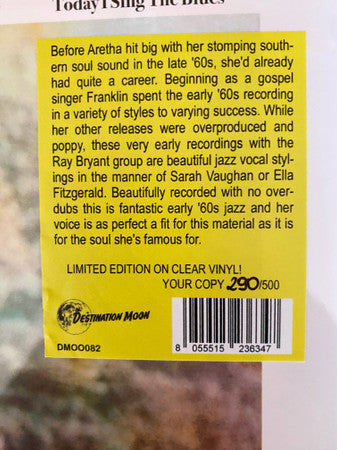 Today I Sing The Blues
Before Aretha hit big with her stomping south-
ern soul sound in the late '60s, she'd already
had quite a career. Beginning as a gospel
singer Franklin spent the early '60s recording
in a variety of styles to varying success. While
her other releases were overproduced and
poppy, these very early recordings with the
Ray Bryant group are beautiful jazz vocal styl-
ings in the manner of Sarah Vaughan or Ella
Fitzgerald. Beautifully recorded with no over-
dubs this is fantastic early '60s jazz and her
voice is as perfect a fit for this material as it is
for the soul she's famous for.
LIMITED EDITION ON CLEAR VINYL!
YOUR COPY 290/500
DESTINATION MOON
DMOO082
8 055515 236347